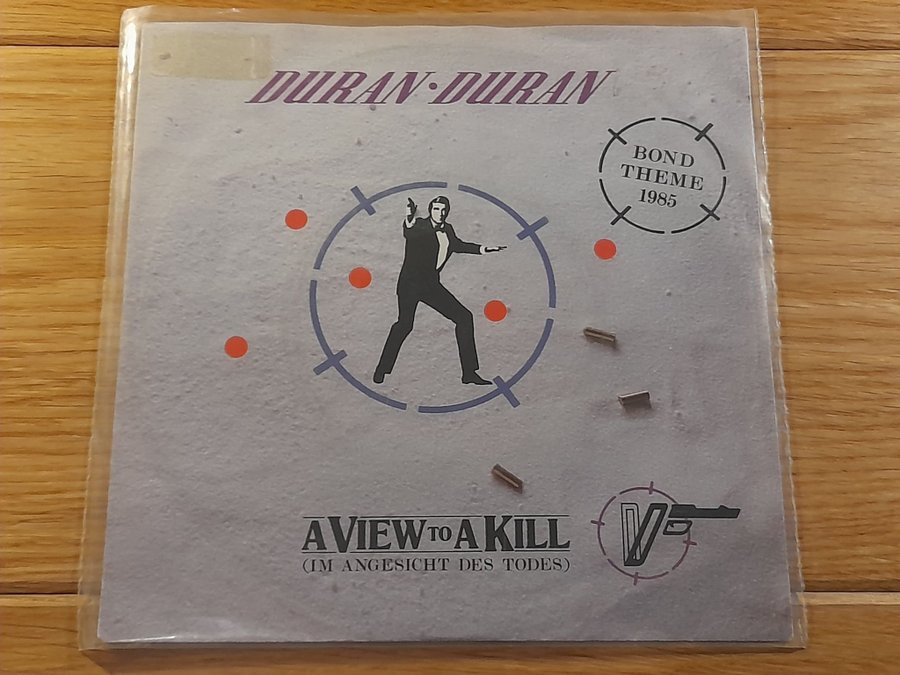 DURAN·DURAN
BOND
THEME
1985
A VIEW TO A KILL
(IM ANGESICHT DES TODES)